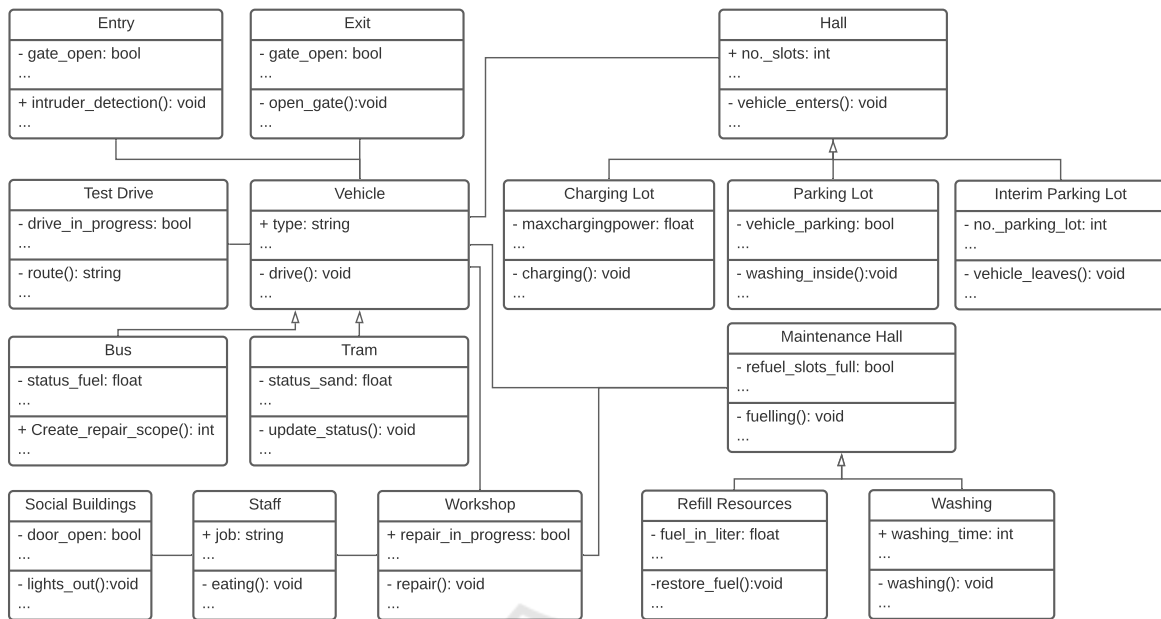 Entry
- gate_open: bool
...
+ intruder_detection(): void
...
Exit
- gate_open: bool
...
- open_gate():void
...
Hall
+ no._slots: int
...
- vehicle_enters(): void
...
Test Drive
- drive_in_progress: bool
...
- route(): string
...
Vehicle
+ type: string
...
- drive(): void
...
Charging Lot
- maxchargingpower: float
...
- charging(): void
...
Parking Lot
- vehicle_parking: bool
...
- washing_inside():void
...
Interim Parking Lot
- no._parking_lot: int
...
- vehicle_leaves(): void
...
Bus
- status_fuel: float
...
+ Create_repair_scope(): int
...
Tram
- status_sand: float
...
- update_status(): void
...
Maintenance Hall
- refuel_slots_full: bool
...
- fuelling(): void
...
Social Buildings
- door_open: bool
...
- lights_out():void
...
Staff
+ job: string
...
- eating(): void
...
Workshop
+ repair_in_progress: bool
...
- repair(): void
...
Refill Resources
- fuel_in_liter: float
...
-restore_fuel():void
...
Washing
+ washing_time: int
...
- washing(): void
...